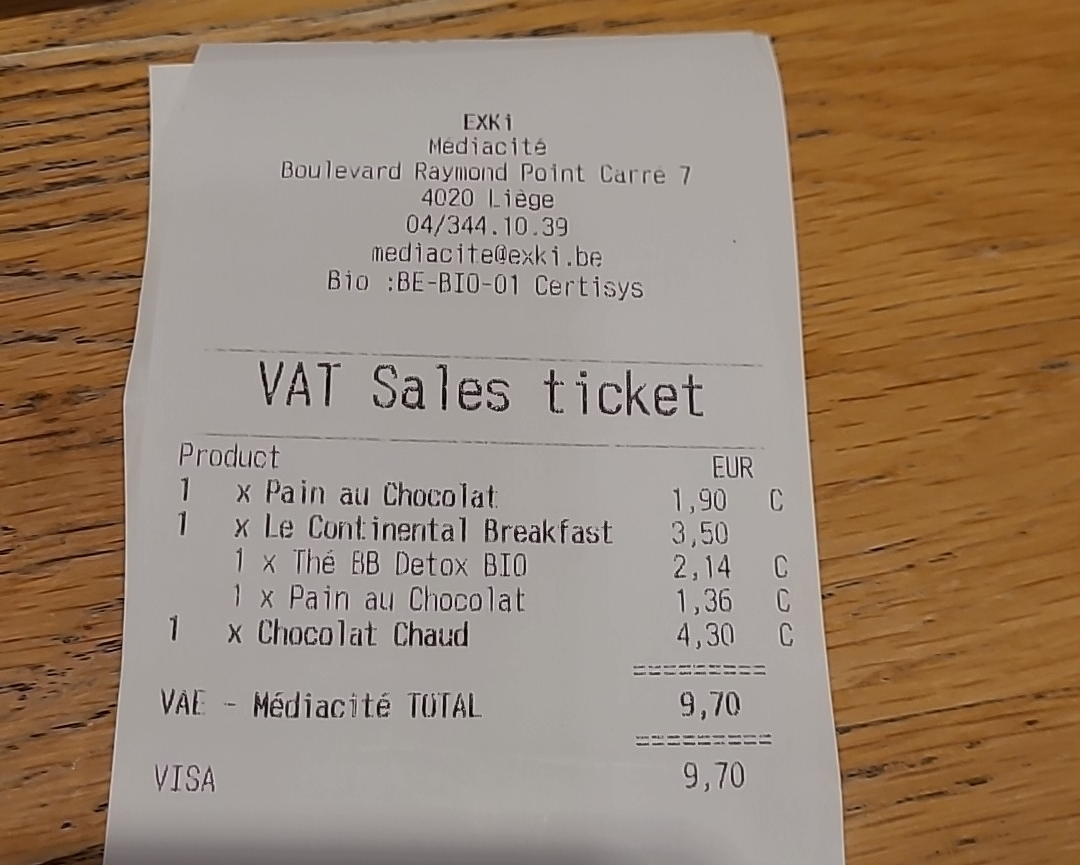 EXKi
Médiacité
Boulevard Raymond Point Carré 7
4020 Liège
04/344.10.39
mediacite@exki.be
Bio :BE-BIO-01 Certisys
VAT Sales ticket
Product EUR
1 x Pain au Chocolat 1,90 C
1 x Le Continental Breakfast 3,50
1 x Thé BB Detox BIO 2,14 C
1 x Pain au Chocolat 1,36 C
1 x Chocolat Chaud 4,30 C
=========
VAE - Médiacité TOTAL 9,70
=========
VISA 9,70